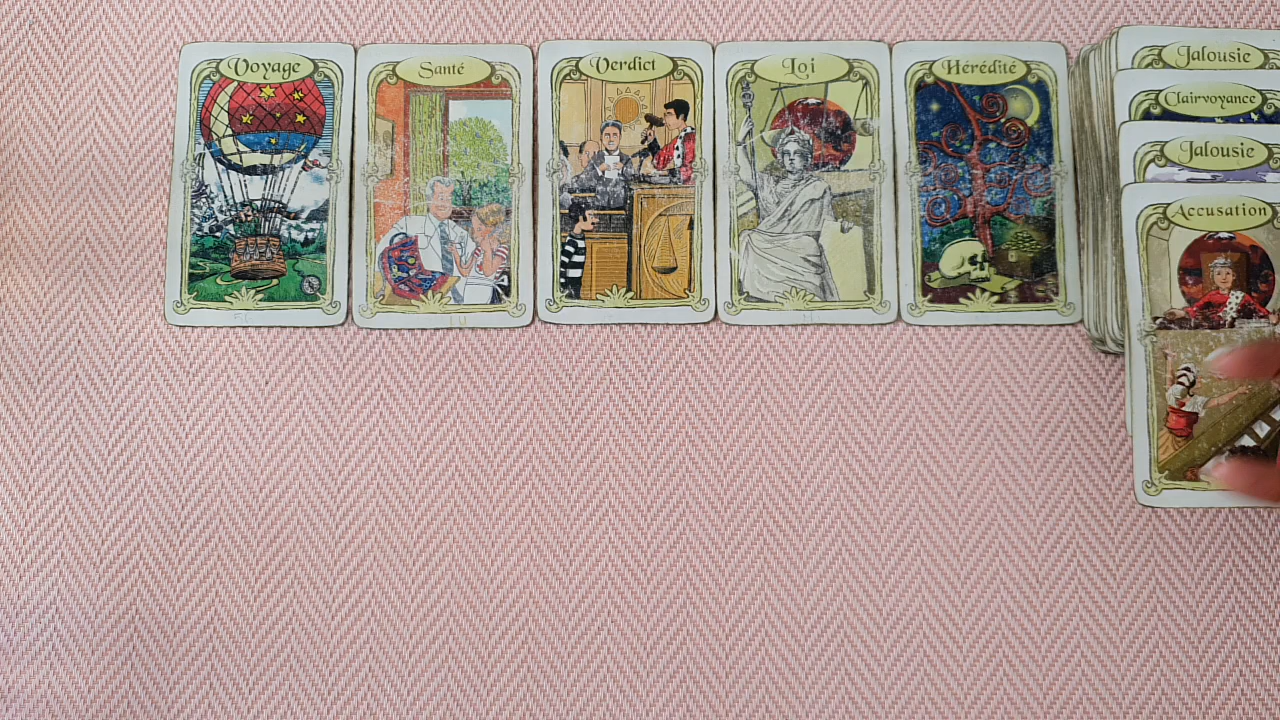 Voyage
Santé
Verdict
Loi
Hérédité
Jalousie
Clairvoyance
Jalousie
Accusation